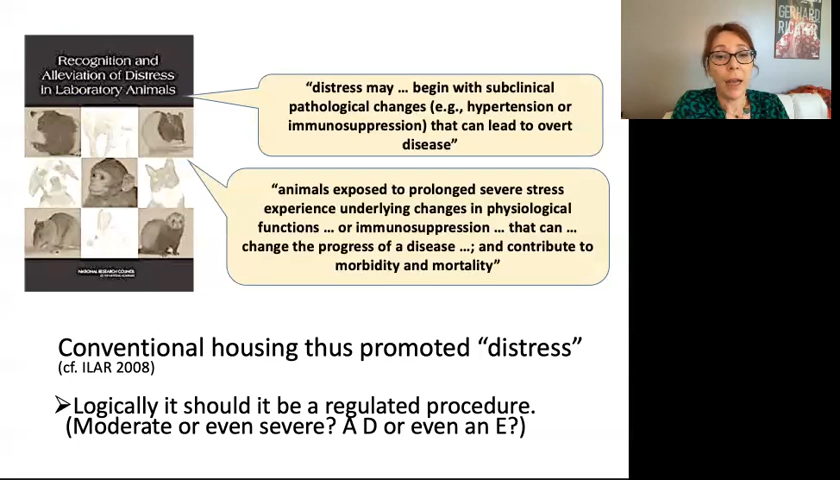 Recognition and
Alleviation of Distress
in Laboratory Animals
NATIONAL RESEARCH COUNCIL
“distress may … begin with subclinical
pathological changes (e.g., hypertension or
immunosuppression) that can lead to overt
disease”
“animals exposed to prolonged severe stress
experience underlying changes in physiological
functions … or immunosuppression … that can …
change the progress of a disease …; and contribute to
morbidity and mortality”
Conventional housing thus promoted “distress”
(cf. ILAR 2008)
➢Logically it should it be a regulated procedure.
(Moderate or even severe? A D or even an E?)
GERHARD
RICHTER